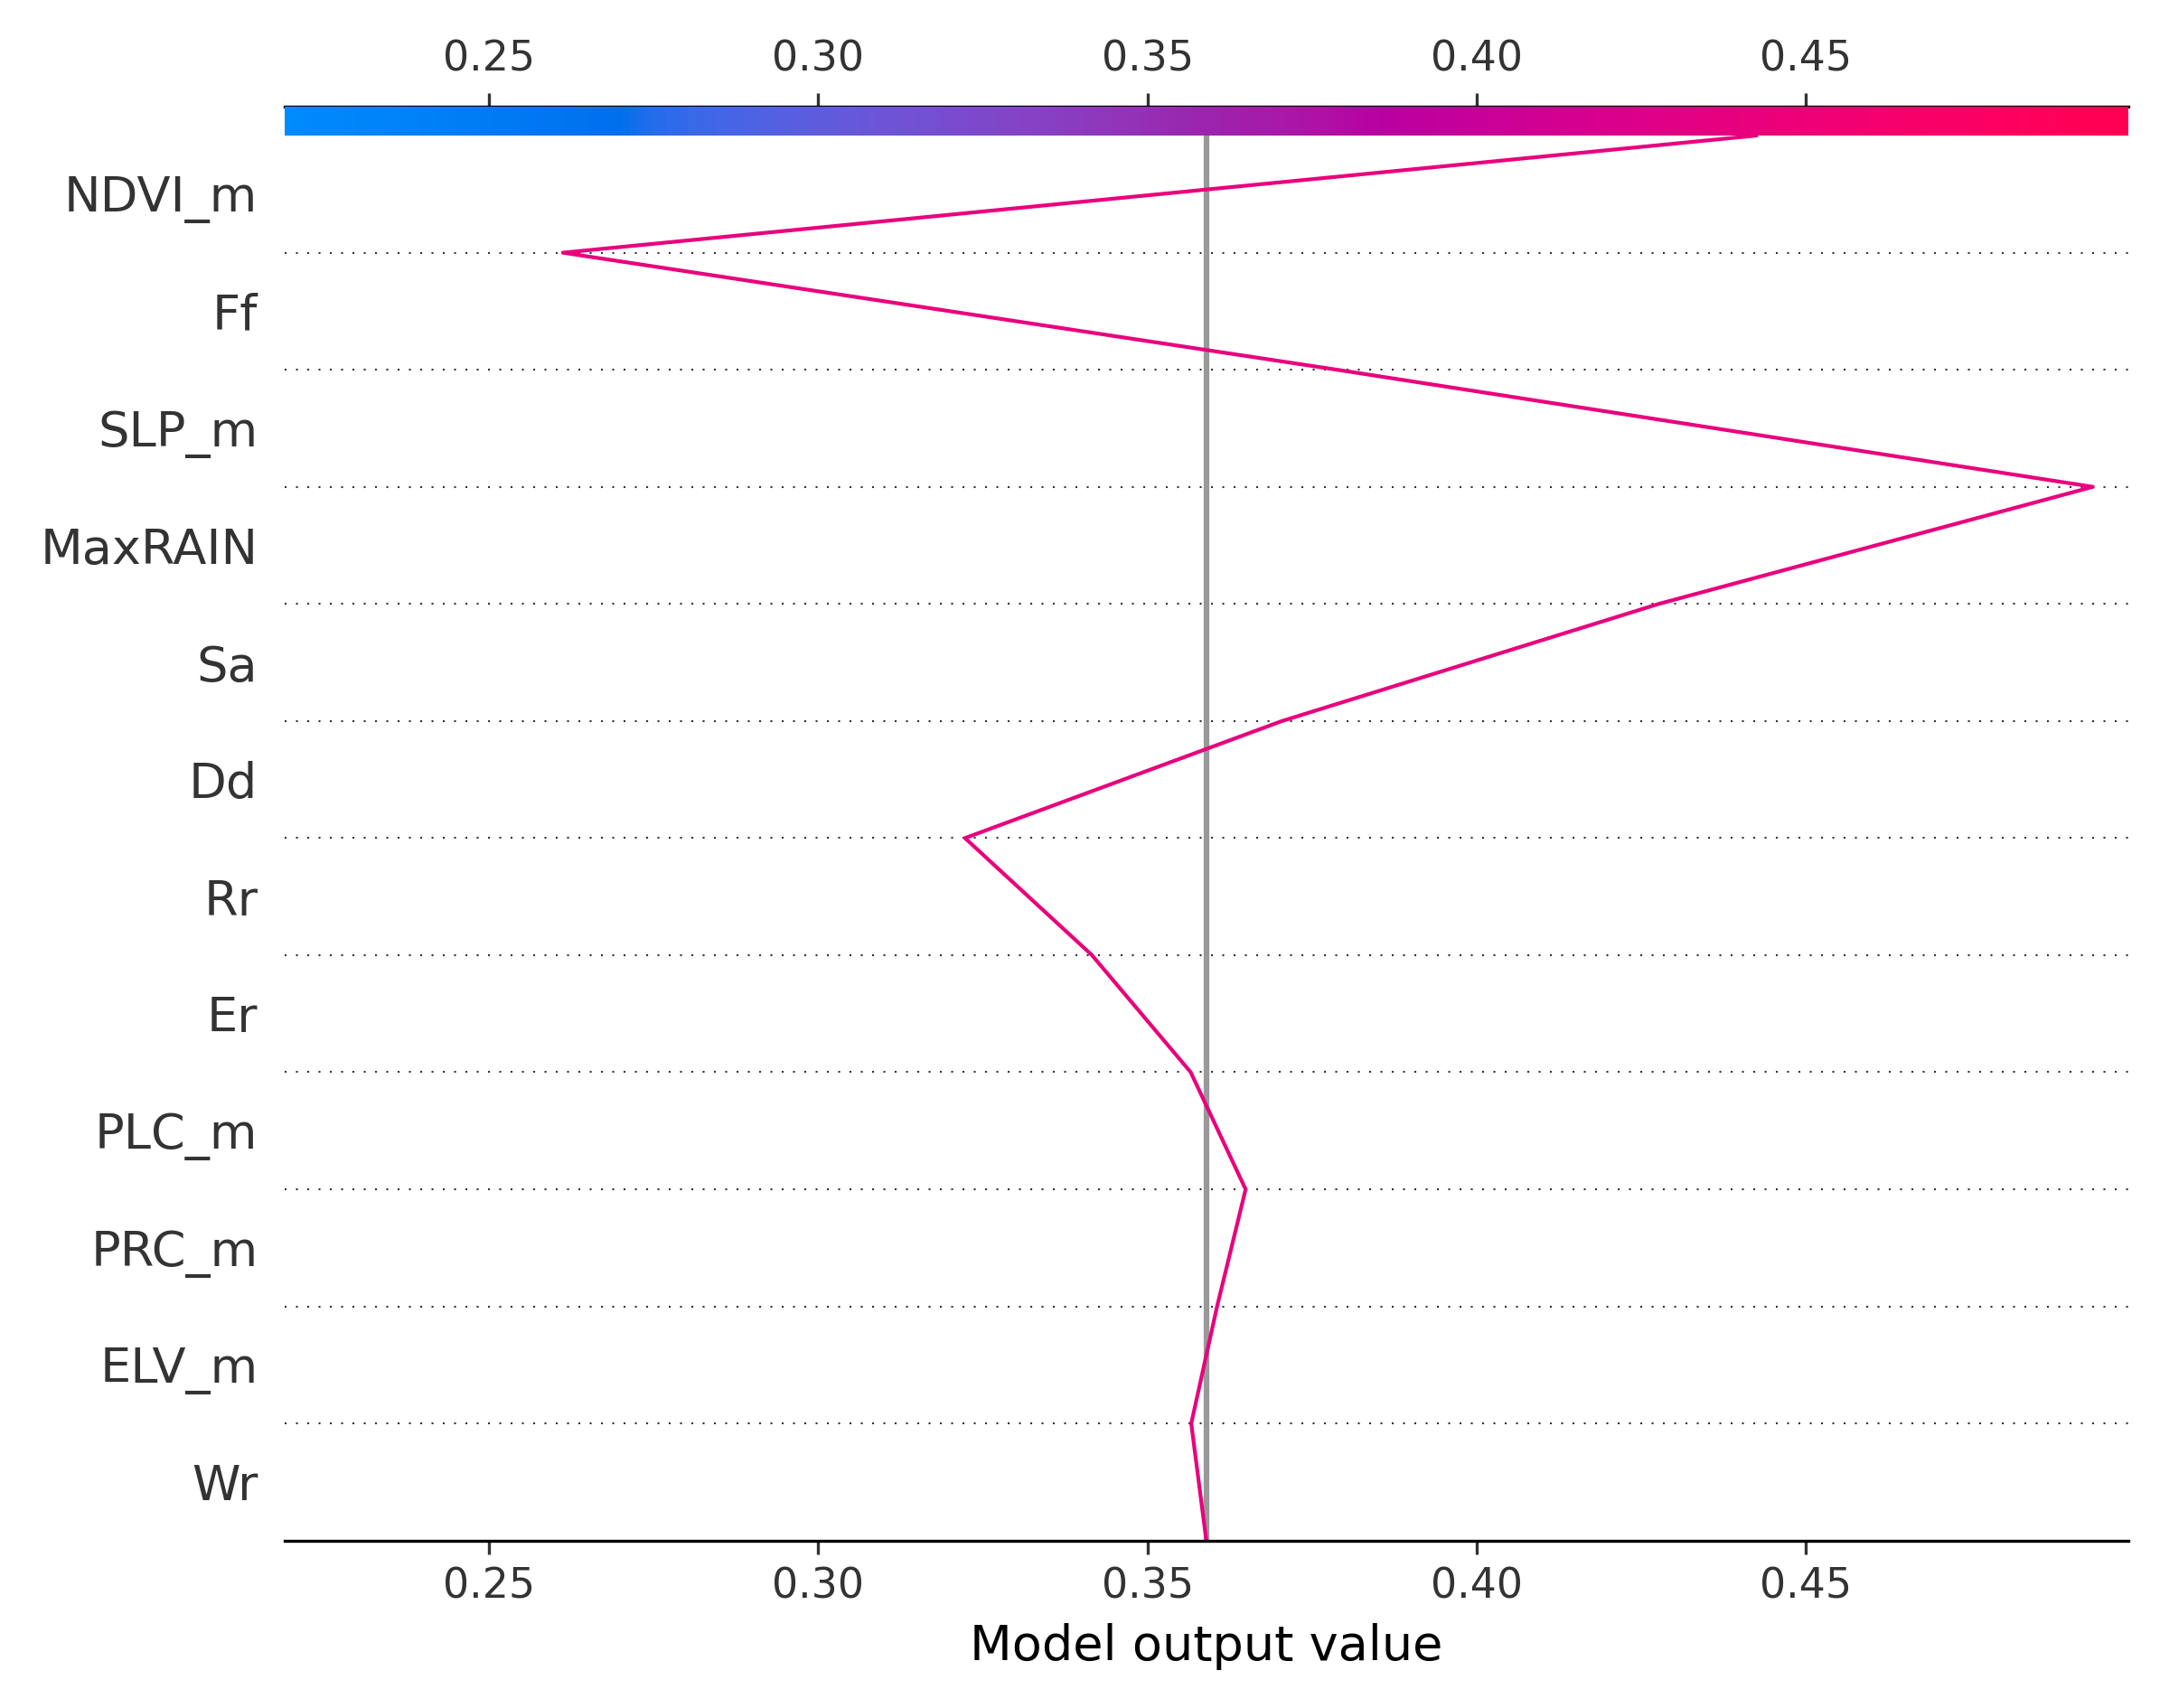 0.25 0.30 0.35 0.40 0.45
NDVI_m
Ff
SLP_m
MaxRAIN
Sa
Dd
Rr
Er
PLC_m
PRC_m
ELV_m
Wr
0.25 0.30 0.35 0.40 0.45
Model output value